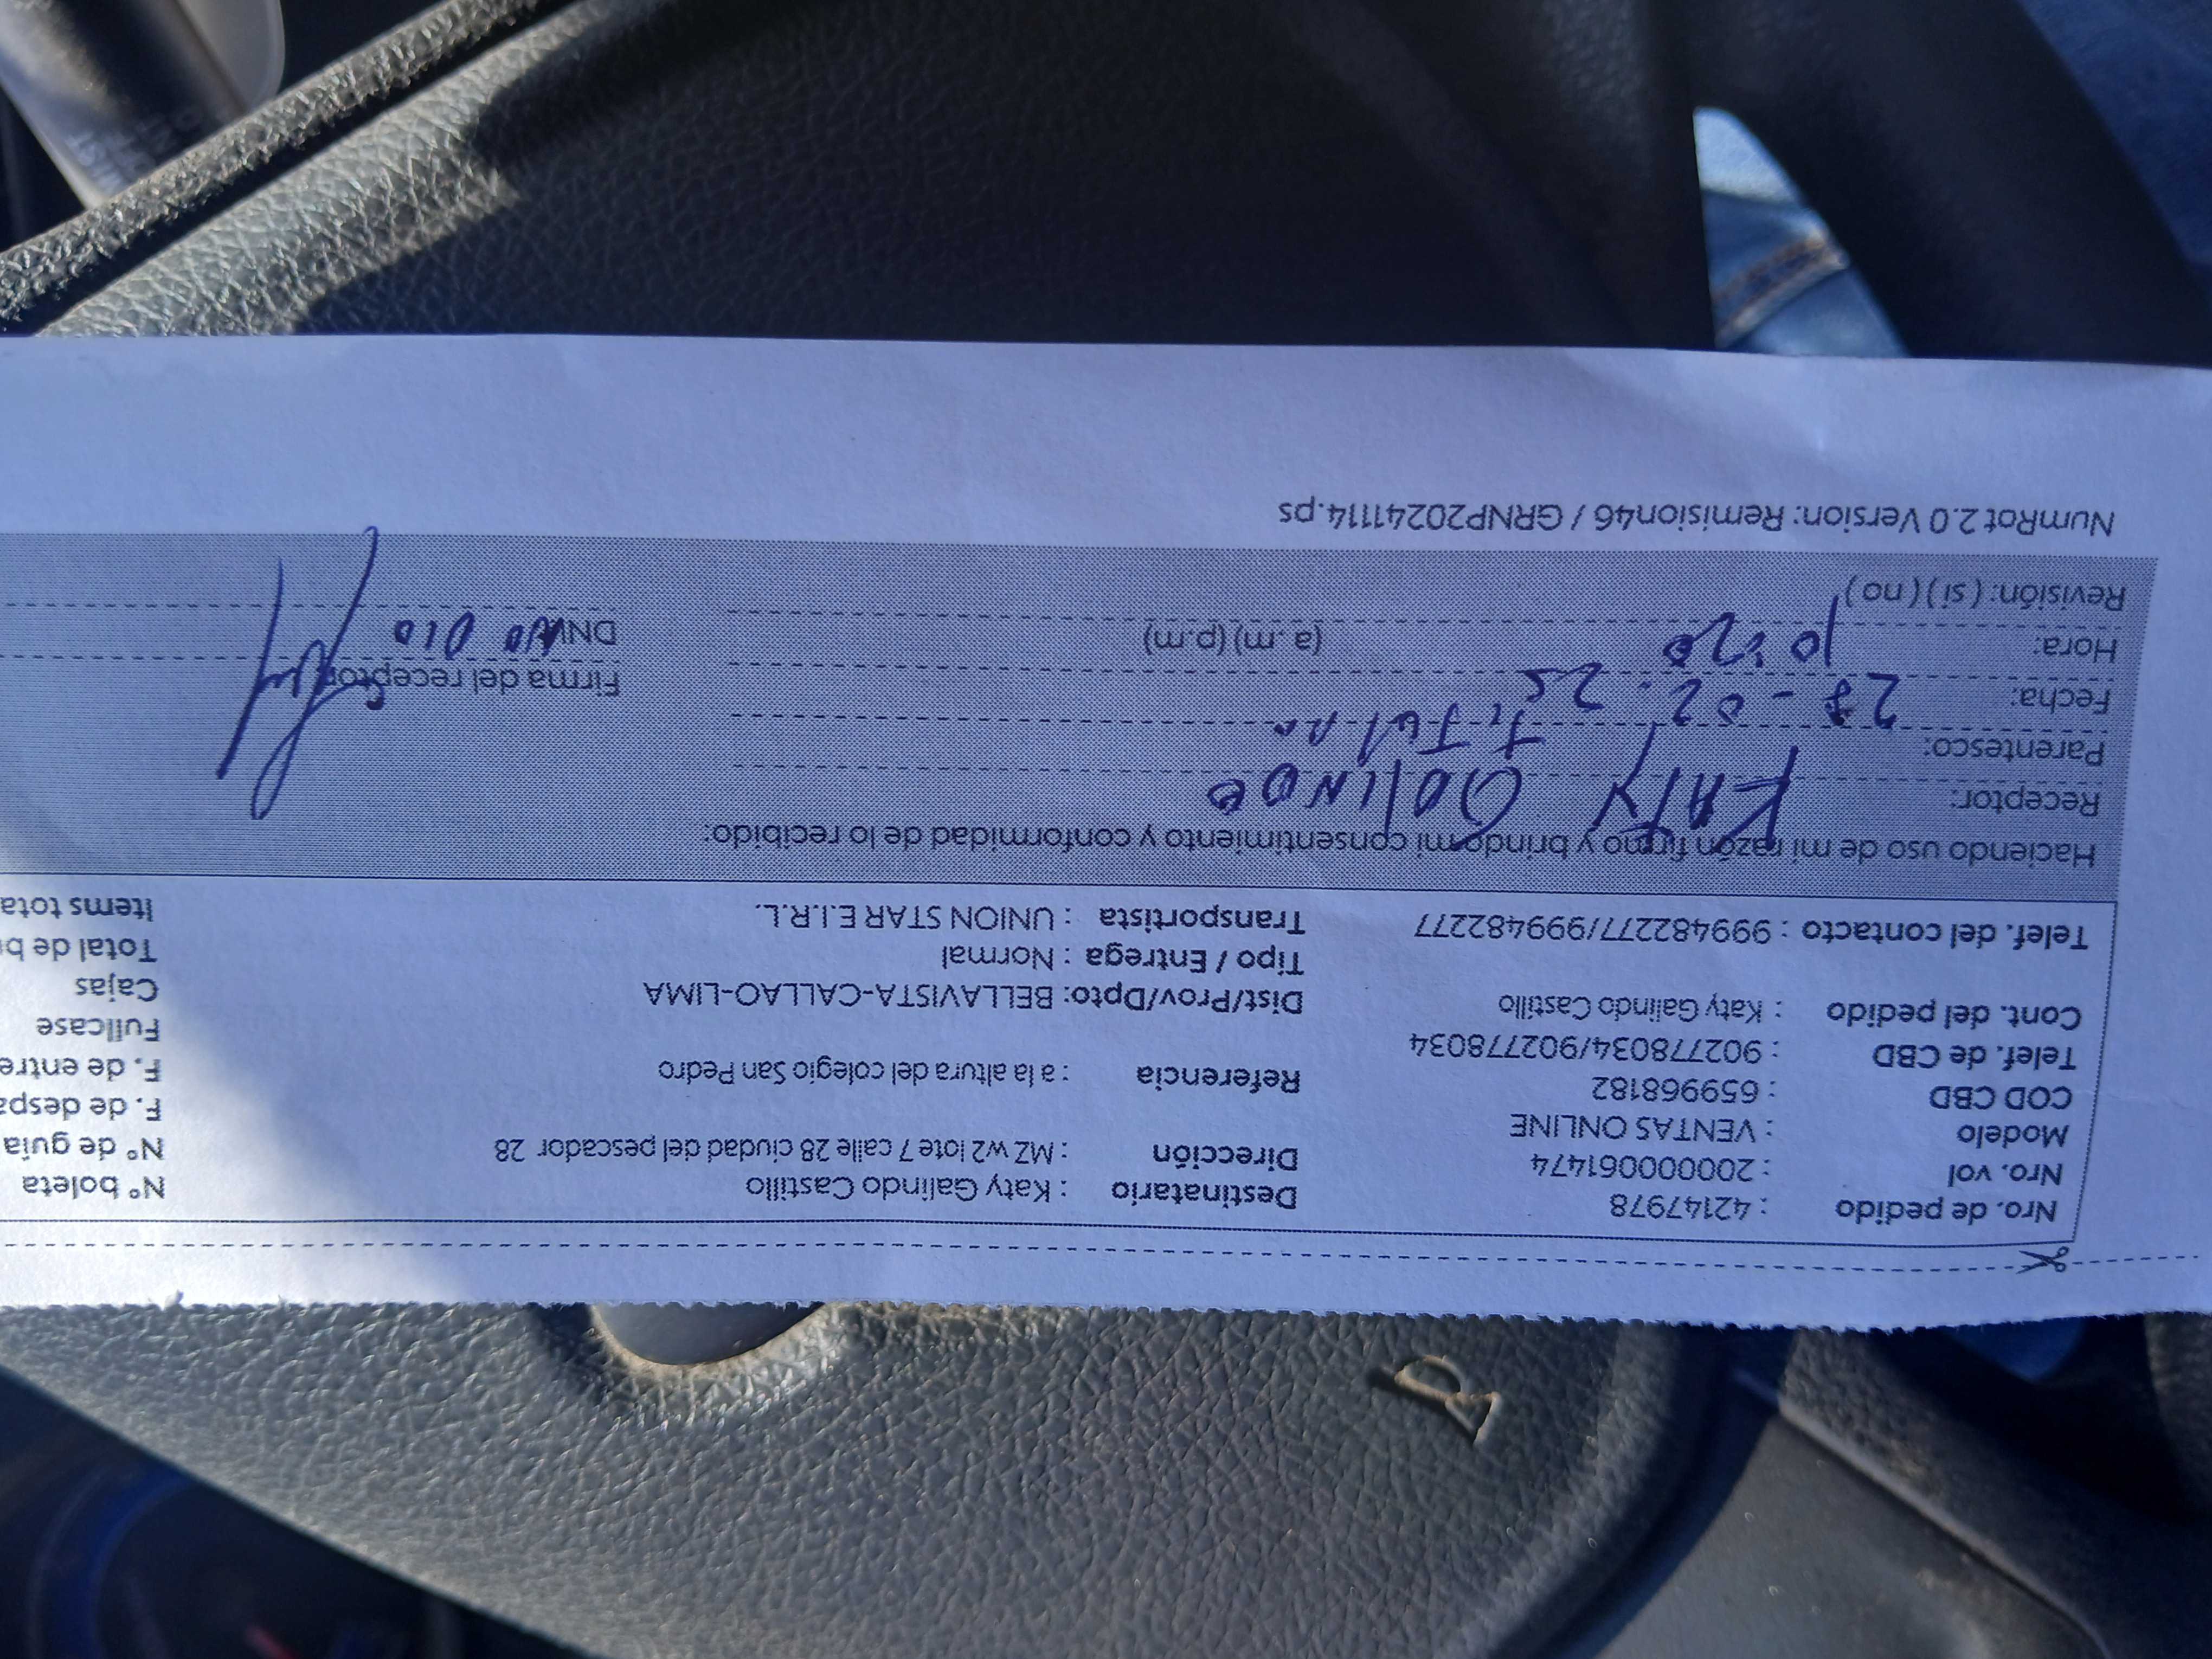 Nro. de pedido : 42147978
Nro. vol : 20000061474
Modelo : VENTAS ONLINE
COD CBD : 659968182
Telef. de CBD : 902778034/902778034
Cont. del pedido : Katy Galindo Castillo
Telef. del contacto : 999482277/999482277
Destinatario : Katy Galindo Castillo
Dirección : MZ w2 lote 7 calle 28 ciudad del pescador 28
Referencia : a la altura del colegio San Pedro
Dist/Prov/Dpto: BELLAVISTA-CALLAO-LIMA
Tipo / Entrega : Normal
Transportista : UNION STAR E.I.R.L.
N° boleta
N° de guía
F. de despa
F. de entre
Fullcase
Cajas
Total de b
Items tota
Haciendo uso de mi razón firmo y brindo mi consentimiento y conformidad de lo recibido:
Receptor: KATY GALINDO
Parentesco: Titular
Fecha: 02. 25
Hora: (a.m) (p.m)
Revisión: (si) (no)
Firma del receptor
DNI NO DIO
NumRot 2.0 Version: Remision46 / GRNP20241114.ps